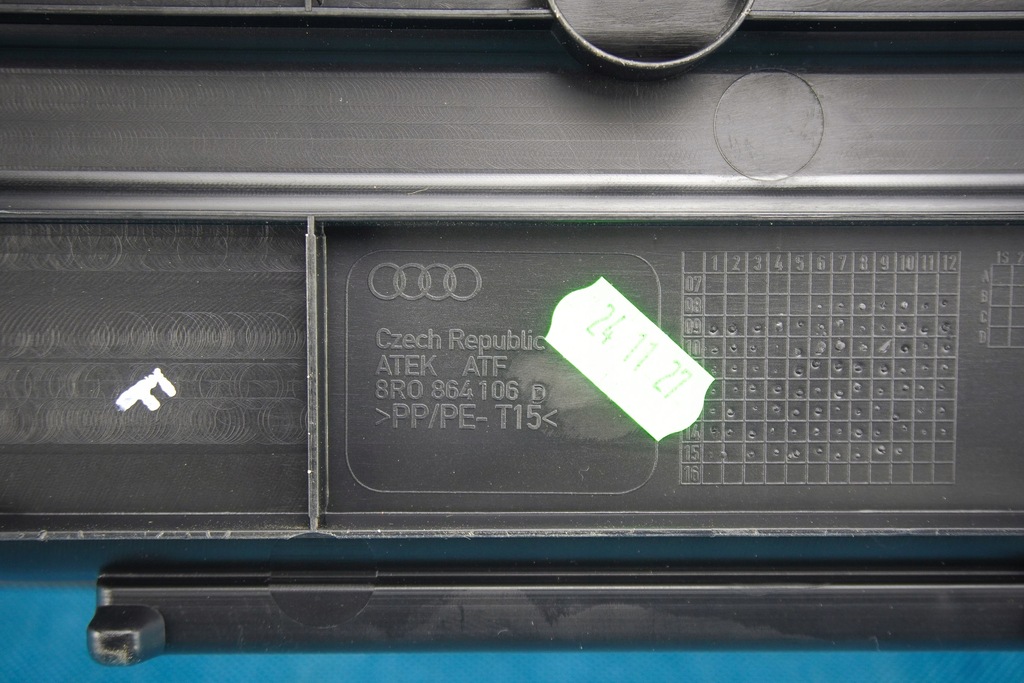 Czech Republic
ATEK ATF
8R0 864 106 D
>PP/PE-T15<
24 11 27
1 2 3 4 5 6 7 8 9 10 11 12
07
08
09
10
14
15
16
A
B
C
D
F